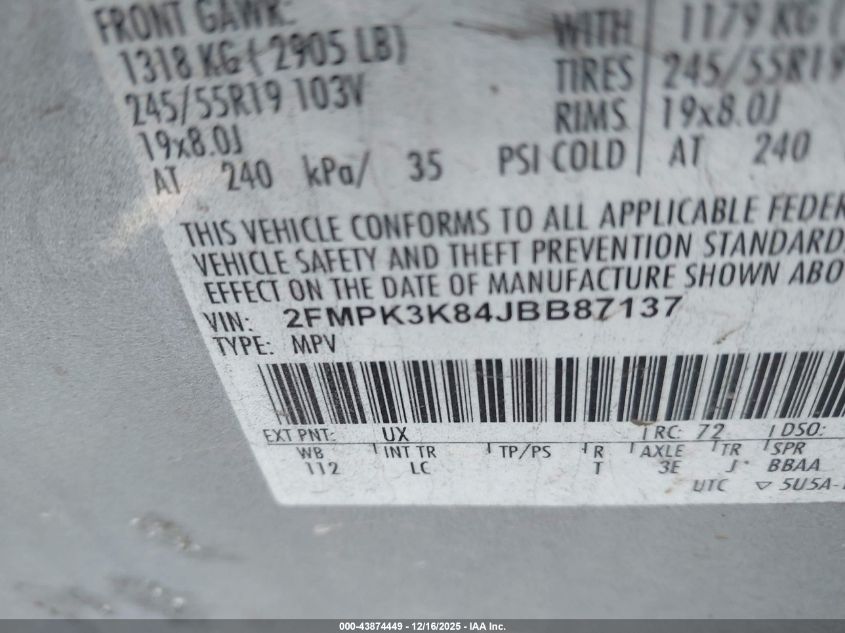 FRONT GAWR:
1318 KG ( 2905 LB) WITH 1179 KG (
245/55R19 103V TIRES 245/55R19
19x8.0J RIMS 19x8.0J
AT 240 kPa/ 35 PSI COLD AT 240
THIS VEHICLE CONFORMS TO ALL APPLICABLE FEDER
VEHICLE SAFETY AND THEFT PREVENTION STANDARD
EFFECT ON THE DATE OF MANUFACTURE SHOWN ABO
VIN: 2FMPK3K84JBB87137
TYPE: MPV
EXT PNT: UX RC: 72 DSO:
WB INT TR TP/PS R AXLE TR SPR
112 LC T 3E J BBAA
UTC ▽ 5U5A-
000-43874449 - 12/16/2025 - IAA Inc.